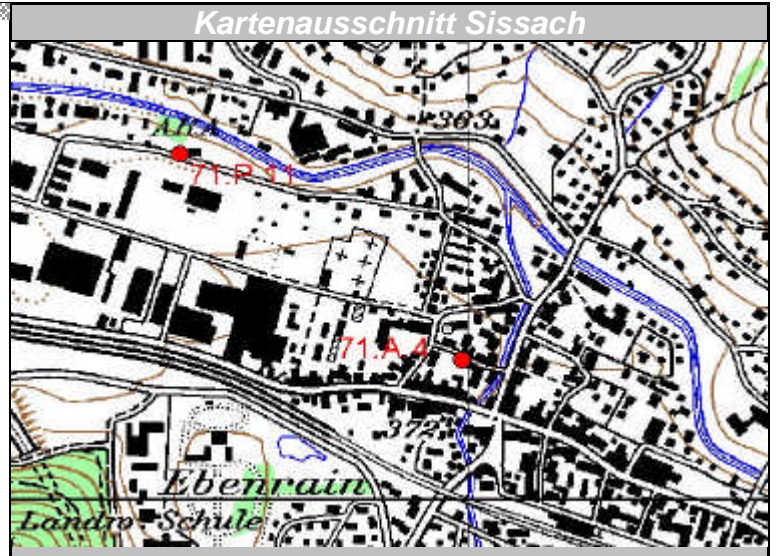 Kartenausschnitt Sissach
363
ARA
71.P.11
71.A.4
372
Ebenrain
Landw. Schule